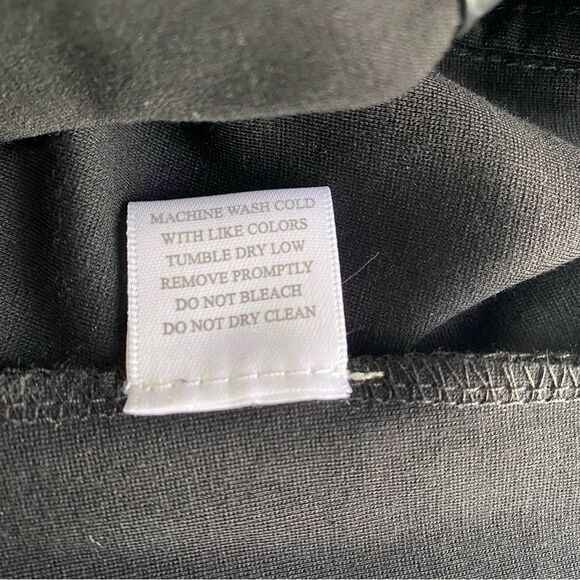 MACHINE WASH COLD
WITH LIKE COLORS
TUMBLE DRY LOW
REMOVE PROMPTLY
DO NOT BLEACH
DO NOT DRY CLEAN